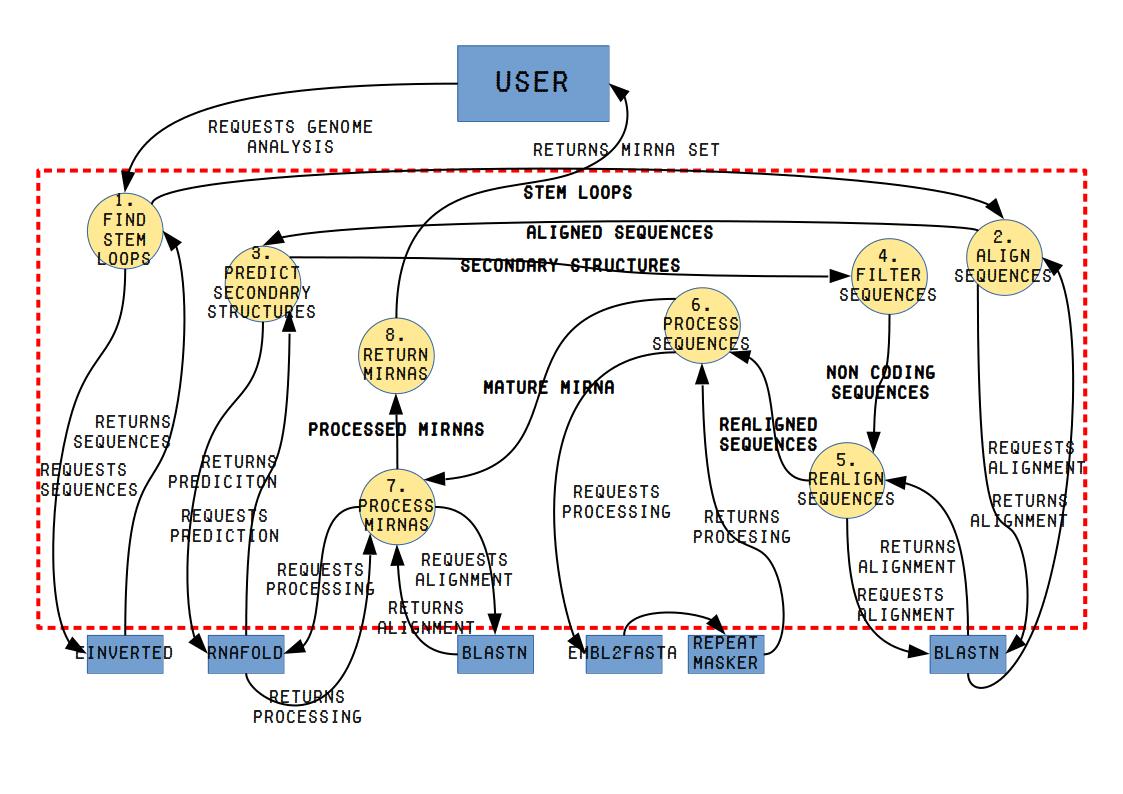 USER
REQUESTS GENOME
ANALYSIS
RETURNS MIRNA SET
STEM LOOPS
1.
FIND
STEM
LOOPS
ALIGNED SEQUENCES
2.
ALIGN
SEQUENCES
3.
PREDICT
SECONDARY
STRUCTURES
SECONDARY STRUCTURES
4.
FILTER
SEQUENCES
6.
PROCESS
SEQUENCES
8.
RETURN
MIRNAS
MATURE MIRNA
NON CODING
SEQUENCES
PROCESSED MIRNAS
REALIGNED
SEQUENCES
RETURNS
SEQUENCES
REQUESTS
SEQUENCES
RETURNS
PREDICITON
REQUESTS
PREDICTION
7.
PROCESS
MIRNAS
5.
REALIGN
SEQUENCES
REQUESTS
ALIGNMENT
RETURNS
ALIGNMENT
REQUESTS
PROCESSING
RETURNS
PROCESING
REQUESTS
PROCESSING
REQUESTS
ALIGNMENT
RETURNS
ALIGNMENT
RETURNS
ALIGNMENT
REQUESTS
ALIGNMENT
EINVERTED
RNAFOLD
BLASTN
EMBL2FASTA
REPEAT
MASKER
BLASTN
RETURNS
PROCESSING